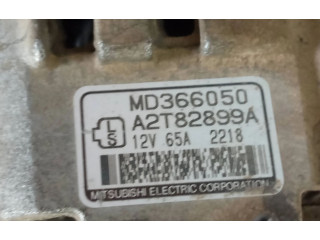 MD366050
A2T82899A
L
S
12V 65A 2218
MITSUBISHI ELECTRIC CORPORATION